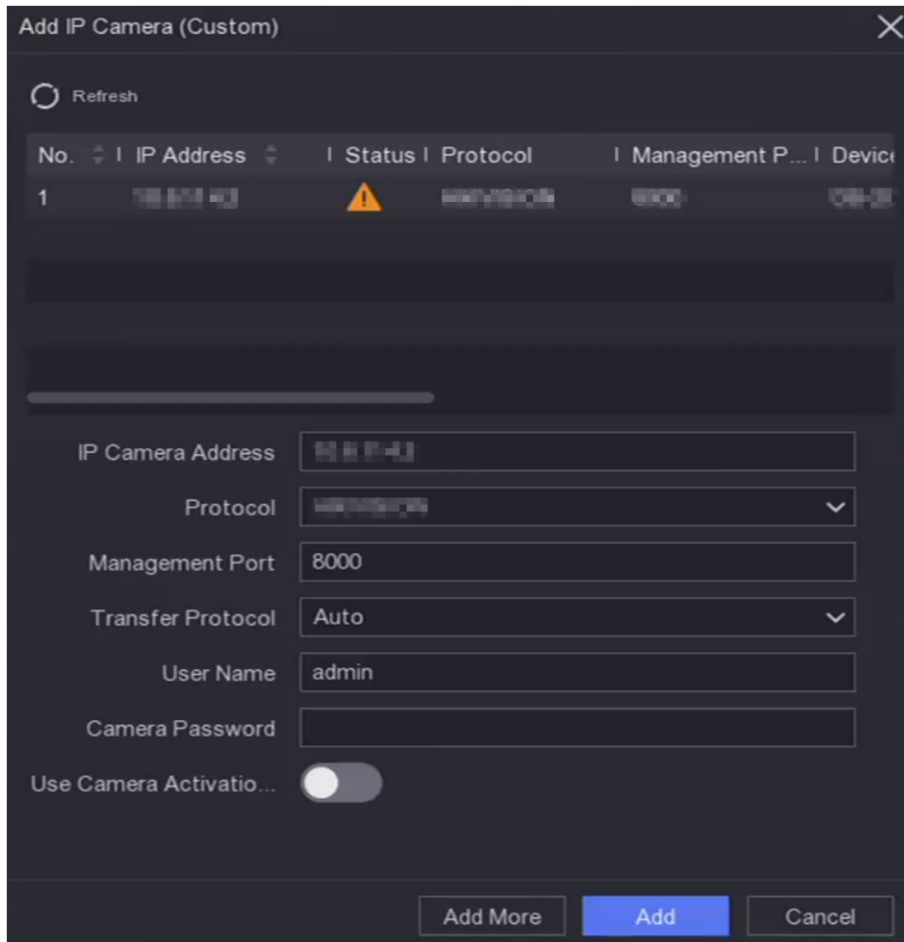 Add IP Camera (Custom)
Refresh
No. IP Address Status Protocol Management P... Device
1
IP Camera Address
Protocol
Management Port 8000
Transfer Protocol Auto
User Name admin
Camera Password
Use Camera Activatio...
Add More Add Cancel